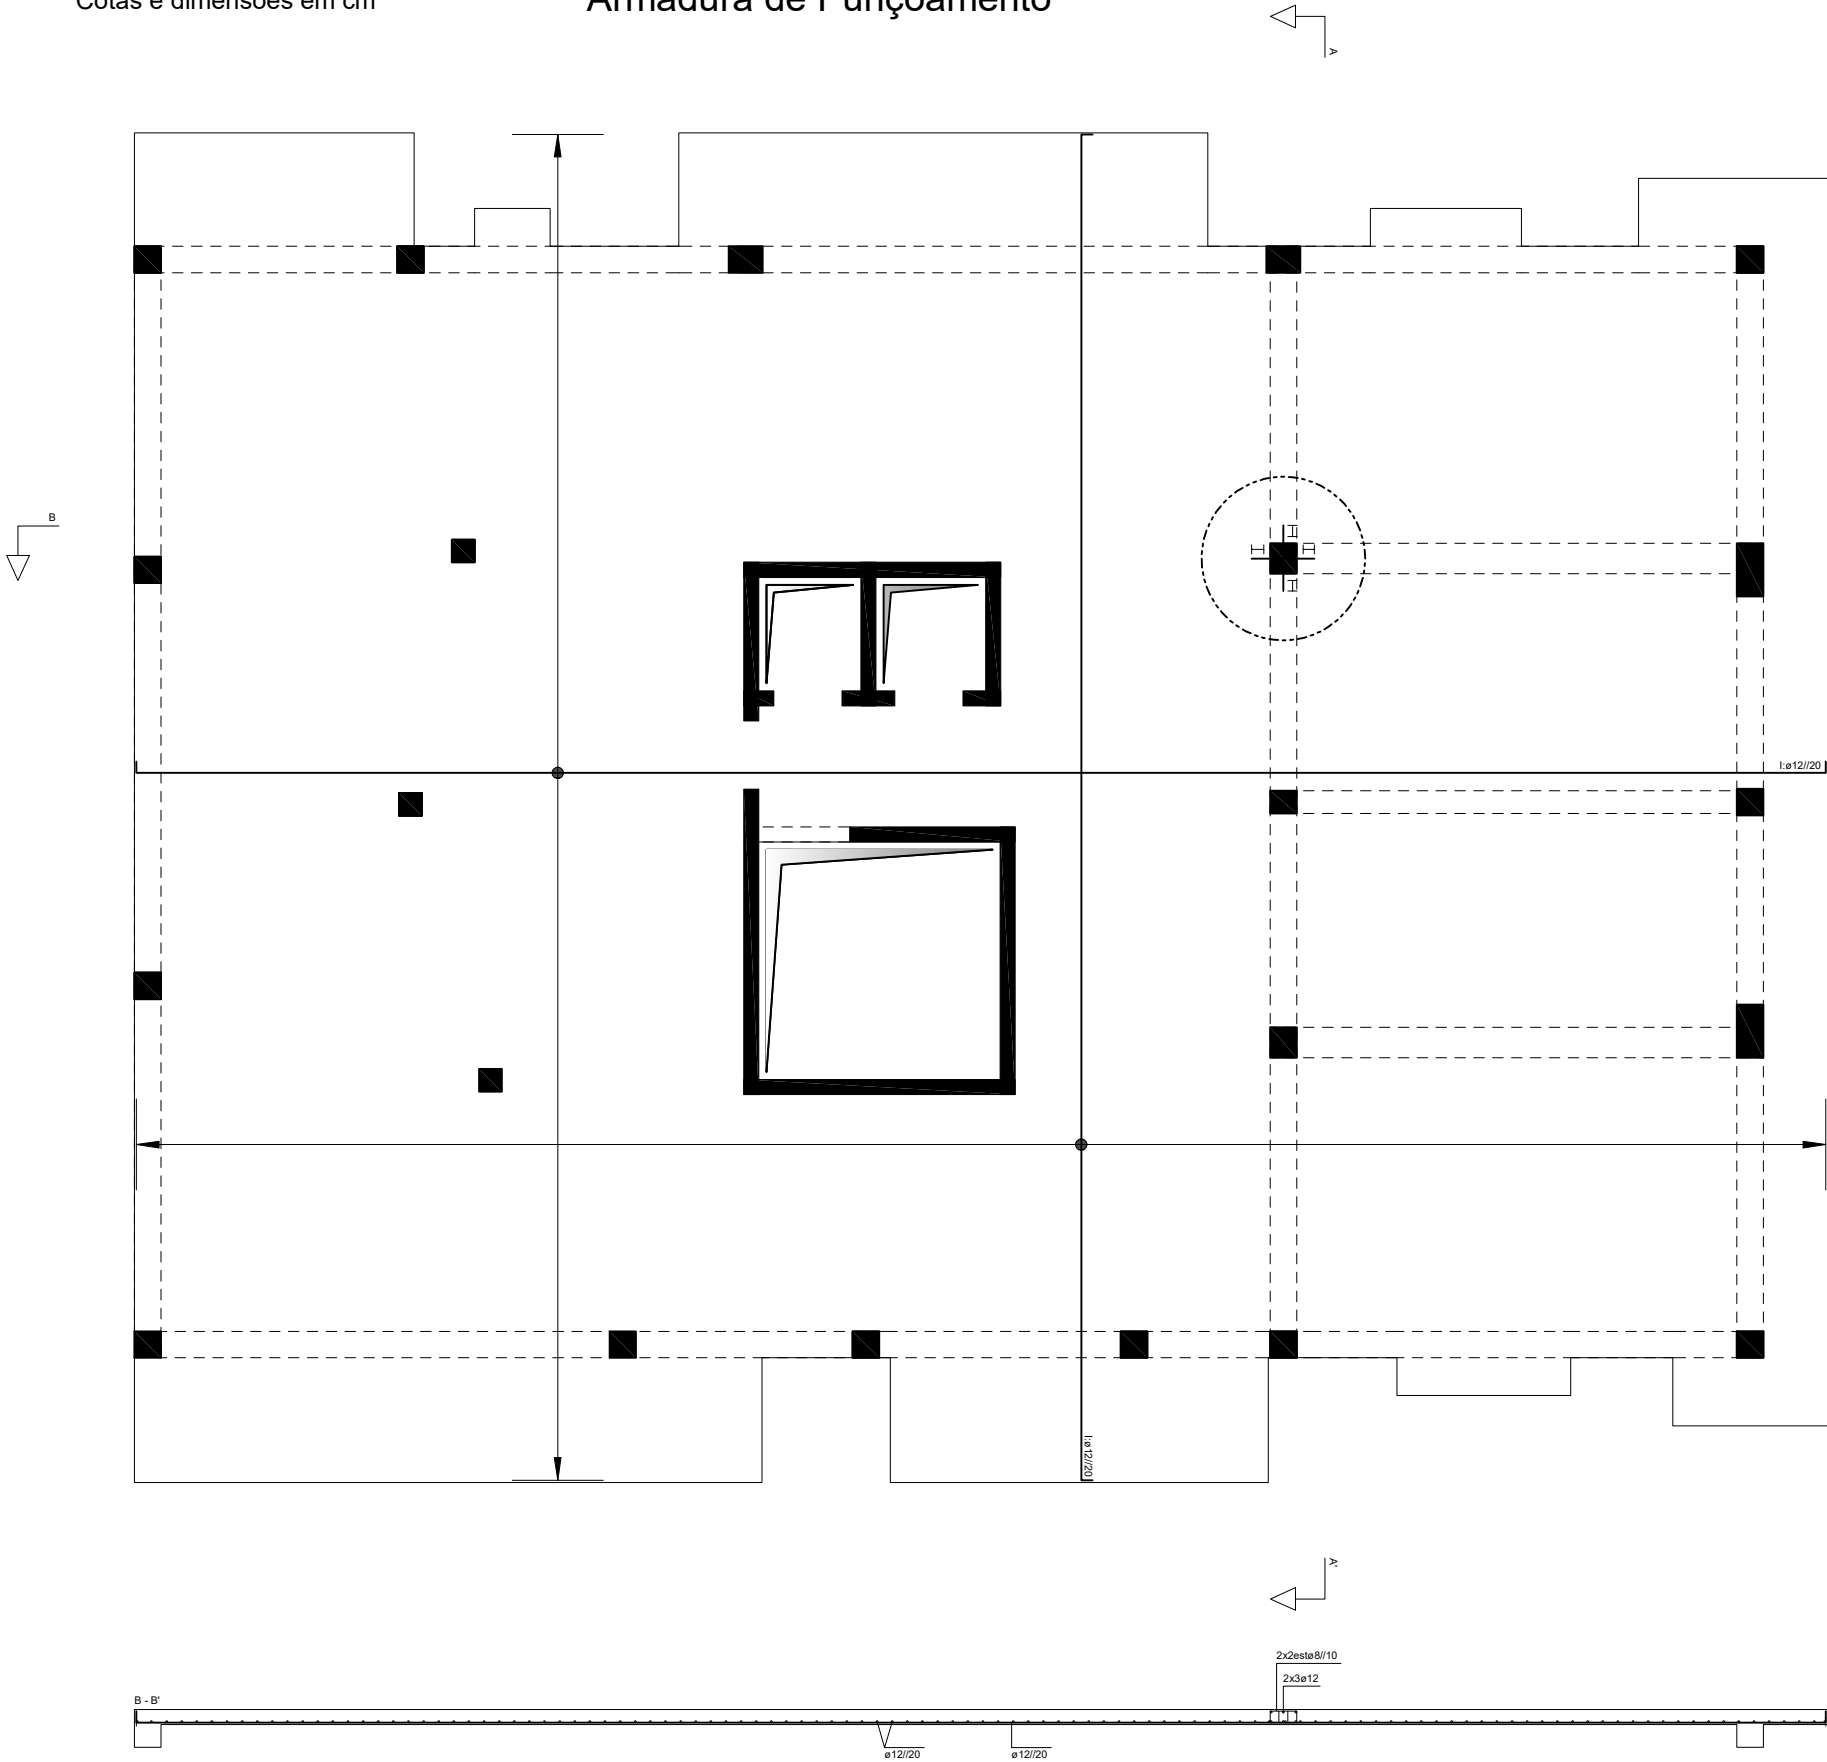 Cotas e dimensões em cm
Armadura de Punçoamento
A
B
I:ø12//20
I:ø12//20
A'
2x2estø8//10
2x3ø12
B - B'
ø12//20
ø12//20